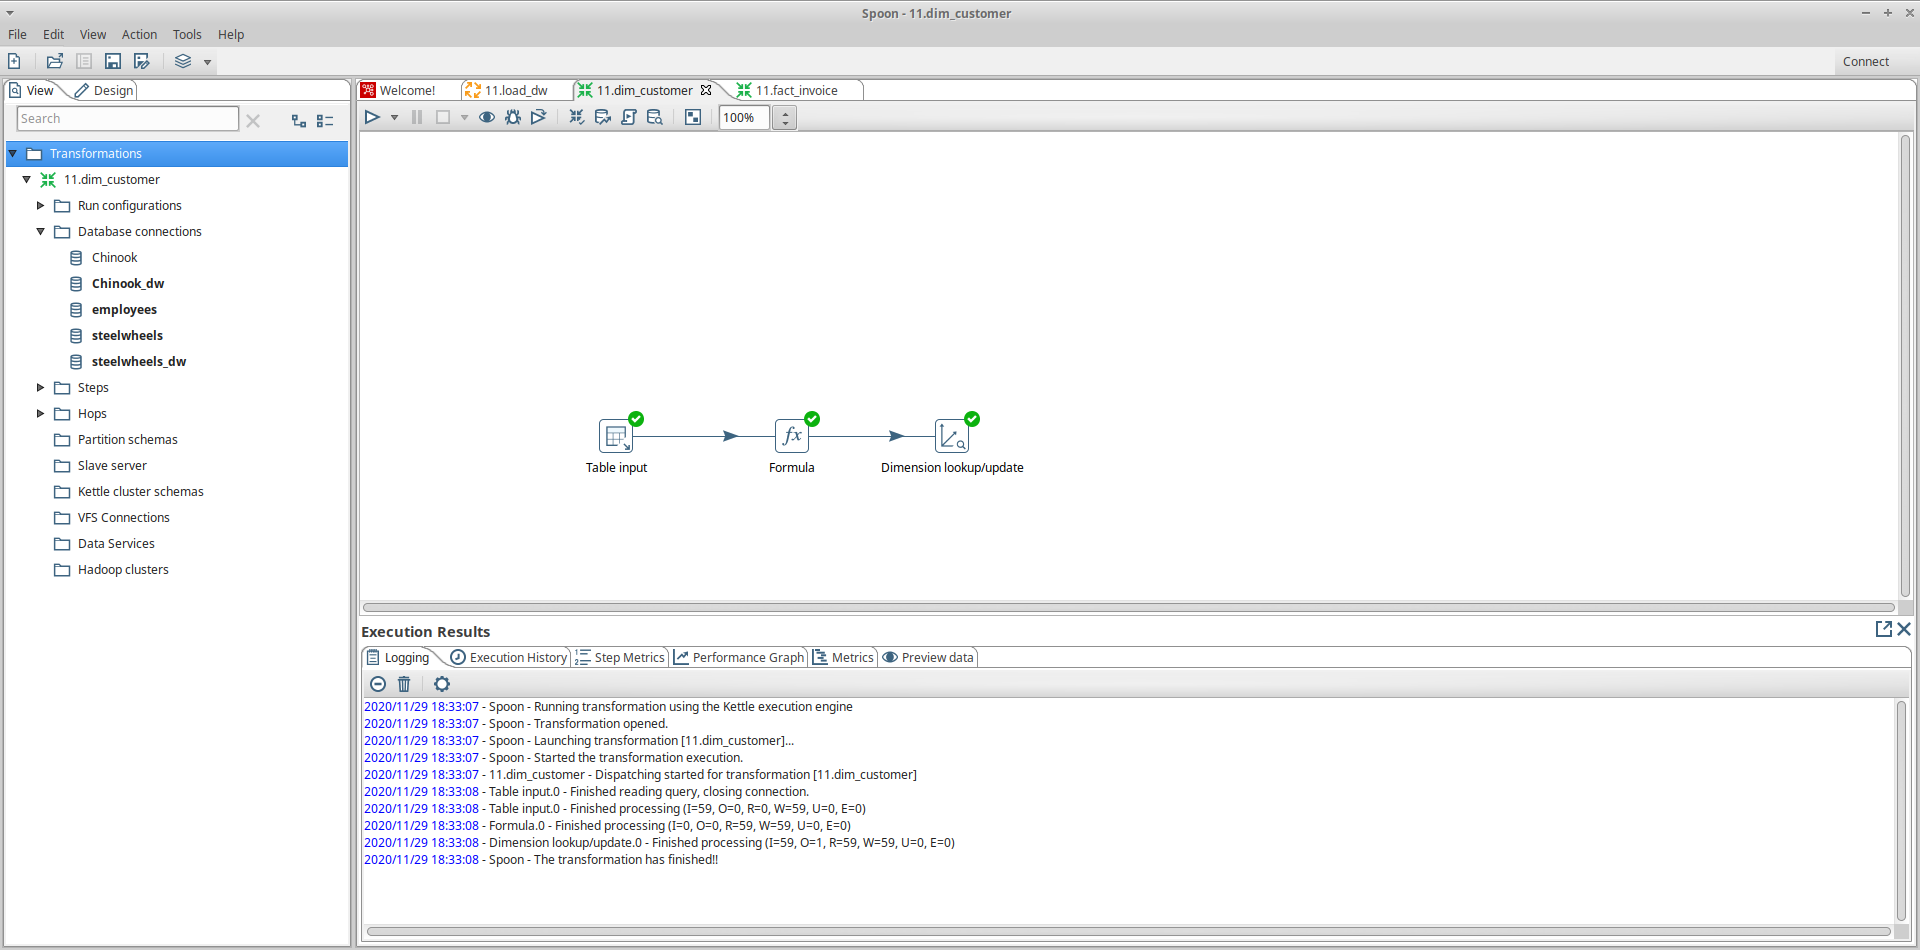 Spoon - 11.dim_customer
File Edit View Action Tools Help
Connect
View Design
Search
Transformations
11.dim_customer
Run configurations
Database connections
Chinook
Chinook_dw
employees
steelwheels
steelwheels_dw
Steps
Hops
Partition schemas
Slave server
Kettle cluster schemas
VFS Connections
Data Services
Hadoop clusters
Welcome! 11.load_dw 11.dim_customer 11.fact_invoice
100%
Table input Formula Dimension lookup/update
Execution Results
Logging Execution History Step Metrics Performance Graph Metrics Preview data
2020/11/29 18:33:07 - Spoon - Running transformation using the Kettle execution engine
2020/11/29 18:33:07 - Spoon - Transformation opened.
2020/11/29 18:33:07 - Spoon - Launching transformation [11.dim_customer]...
2020/11/29 18:33:07 - Spoon - Started the transformation execution.
2020/11/29 18:33:07 - 11.dim_customer - Dispatching started for transformation [11.dim_customer]
2020/11/29 18:33:08 - Table input.0 - Finished reading query, closing connection.
2020/11/29 18:33:08 - Table input.0 - Finished processing (I=59, O=0, R=0, W=59, U=0, E=0)
2020/11/29 18:33:08 - Formula.0 - Finished processing (I=0, O=0, R=59, W=59, U=0, E=0)
2020/11/29 18:33:08 - Dimension lookup/update.0 - Finished processing (I=59, O=1, R=59, W=59, U=0, E=0)
2020/11/29 18:33:08 - Spoon - The transformation has finished!!